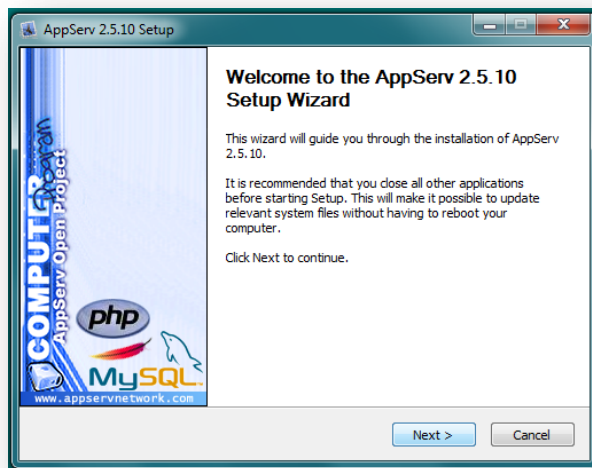 AppServ 2.5.10 Setup
Welcome to the AppServ 2.5.10
Setup Wizard
This wizard will guide you through the installation of AppServ
2.5.10.
It is recommended that you close all other applications
before starting Setup. This will make it possible to update
relevant system files without having to reboot your
computer.
Click Next to continue.
COMPUTER
Program
AppServ Open Project
php
MySQL
www.appservnetwork.com
Next >
Cancel